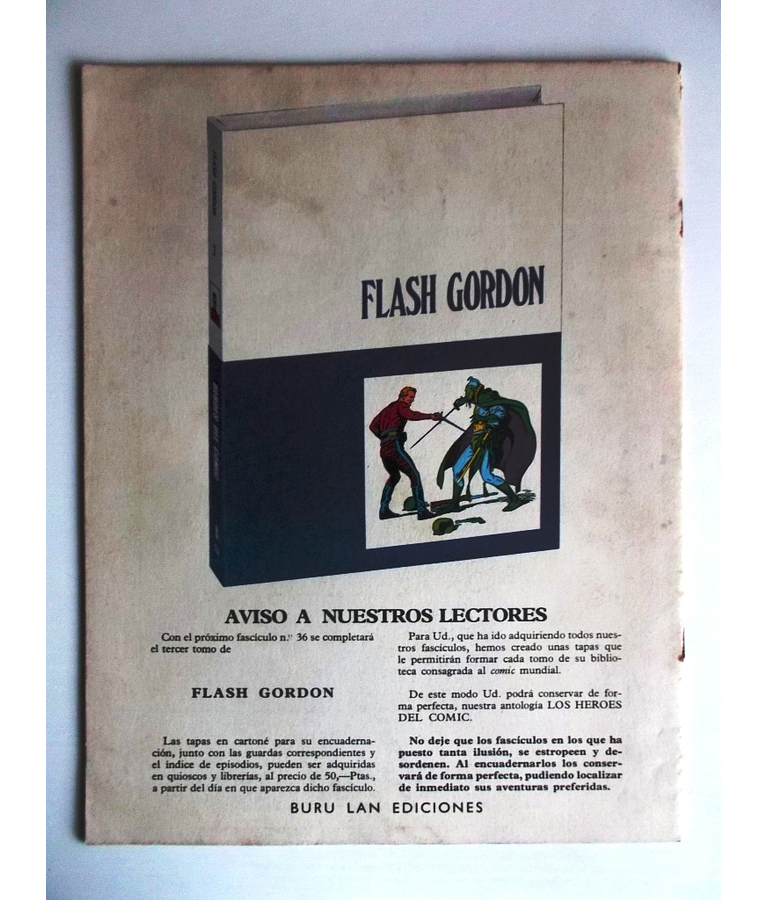 FLASH GORDON
FLASH GORDON
AVISO A NUESTROS LECTORES
Con el próximo fascículo n.º 36 se completará
el tercer tomo de
FLASH GORDON
Las tapas en cartoné para su encuaderna-
ción, junto con las guardas correspondientes y
el índice de episodios, pueden ser adquiridas
en quioscos y librerías, al precio de 50,—Ptas.,
a partir del día en que aparezca dicho fascículo.
Para Ud., que ha ido adquiriendo todos nues-
tros fascículos, hemos creado unas tapas que
le permitirán formar cada tomo de su biblio-
teca consagrada al comic mundial.
De este modo Ud. podrá conservar de for-
ma perfecta, nuestra antología LOS HEROES
DEL COMIC.
No deje que los fascículos en los que ha
puesto tanta ilusión, se estropeen y de-
sordenen. Al encuadernarlos los conser-
vará de forma perfecta, pudiendo localizar
de inmediato sus aventuras preferidas.
BURU LAN EDICIONES